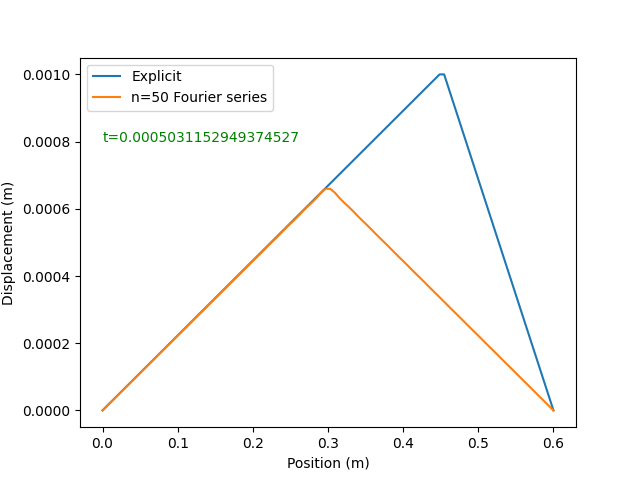 Explicit
n=50 Fourier series
t=0.0005031152949374527
0.0010
0.0008
0.0006
0.0004
0.0002
0.0000
Displacement (m)
0.0 0.1 0.2 0.3 0.4 0.5 0.6
Position (m)